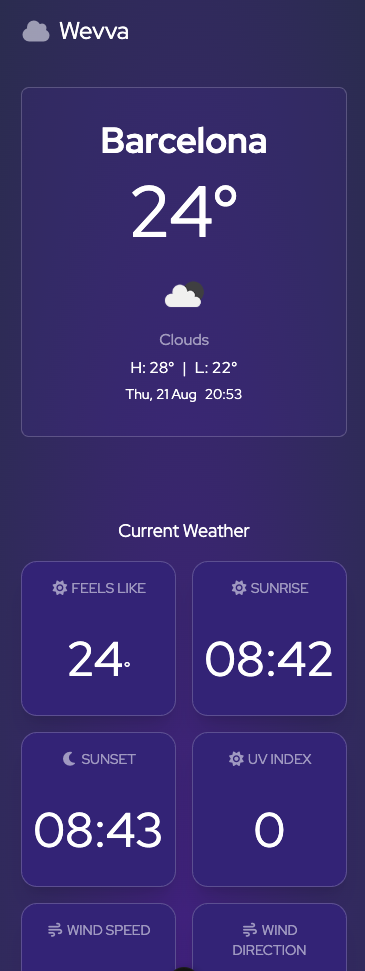 Wevva
Barcelona
24°
Clouds
H: 28° | L: 22°
Thu, 21 Aug 20:53
Current Weather
FEELS LIKE
24°
SUNRISE
08:42
SUNSET
08:43
UV INDEX
0
WIND SPEED
WIND
DIRECTION